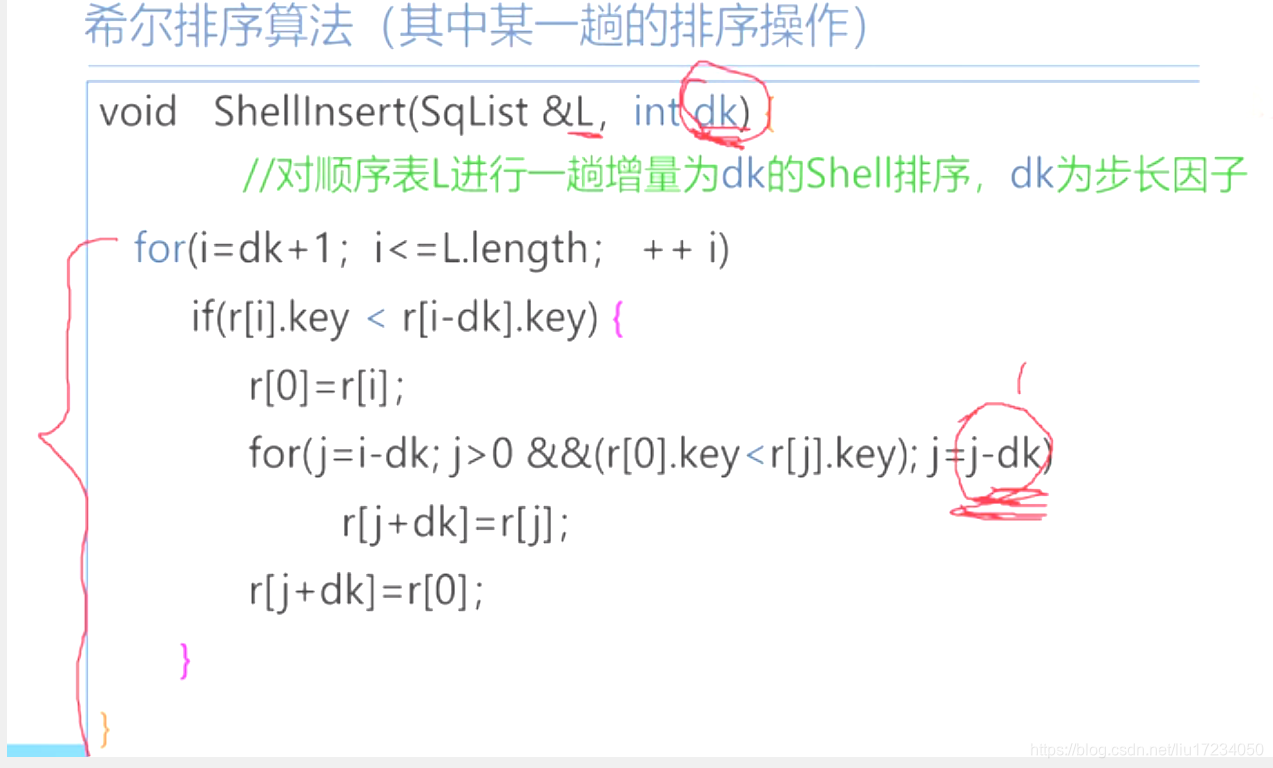 希尔排序算法（其中某一趟的排序操作）
void ShellInsert(SqList &L, int dk) {
//对顺序表L进行一趟增量为dk的Shell排序，dk为步长因子
for(i=dk+1; i<=L.length; ++ i)
if(r[i].key < r[i-dk].key) {
r[0]=r[i];
for(j=i-dk; j>0 &&(r[0].key<r[j].key); j=j-dk)
r[j+dk]=r[j];
r[j+dk]=r[0];
}
}
https://blog.csdn.net/liu17234050